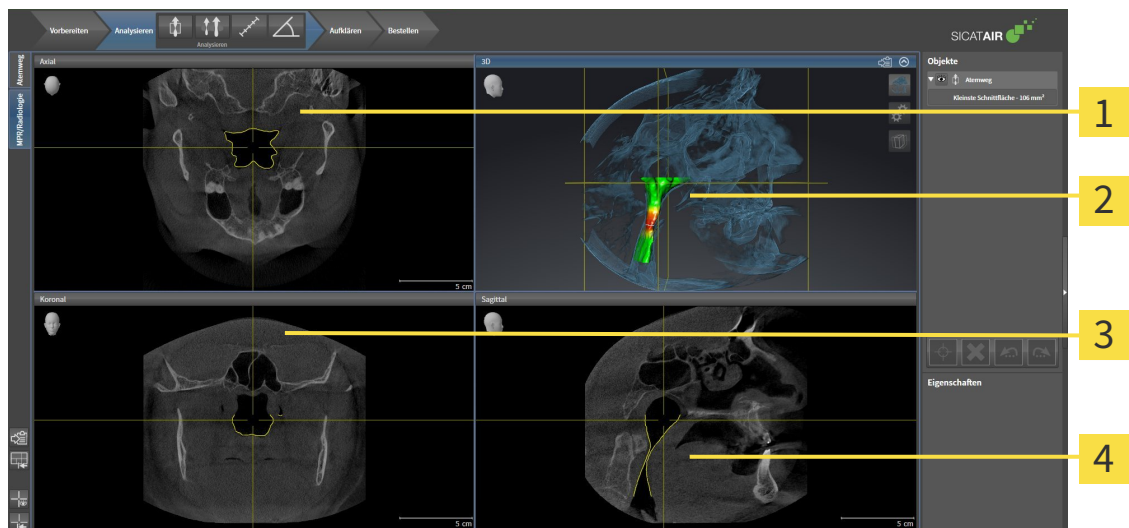 Vorbereiten
Analysieren
Analysieren
Aufklären
Bestellen
SICATAIR
Atemweg
MPR/Radiologie
Axial
5 cm
3D
Objekte
Atemweg
Kleinste Schnittfläche - 106 mm²
1
2
Koronal
5 cm
Sagittal
5 cm
3
Eigenschaften
4